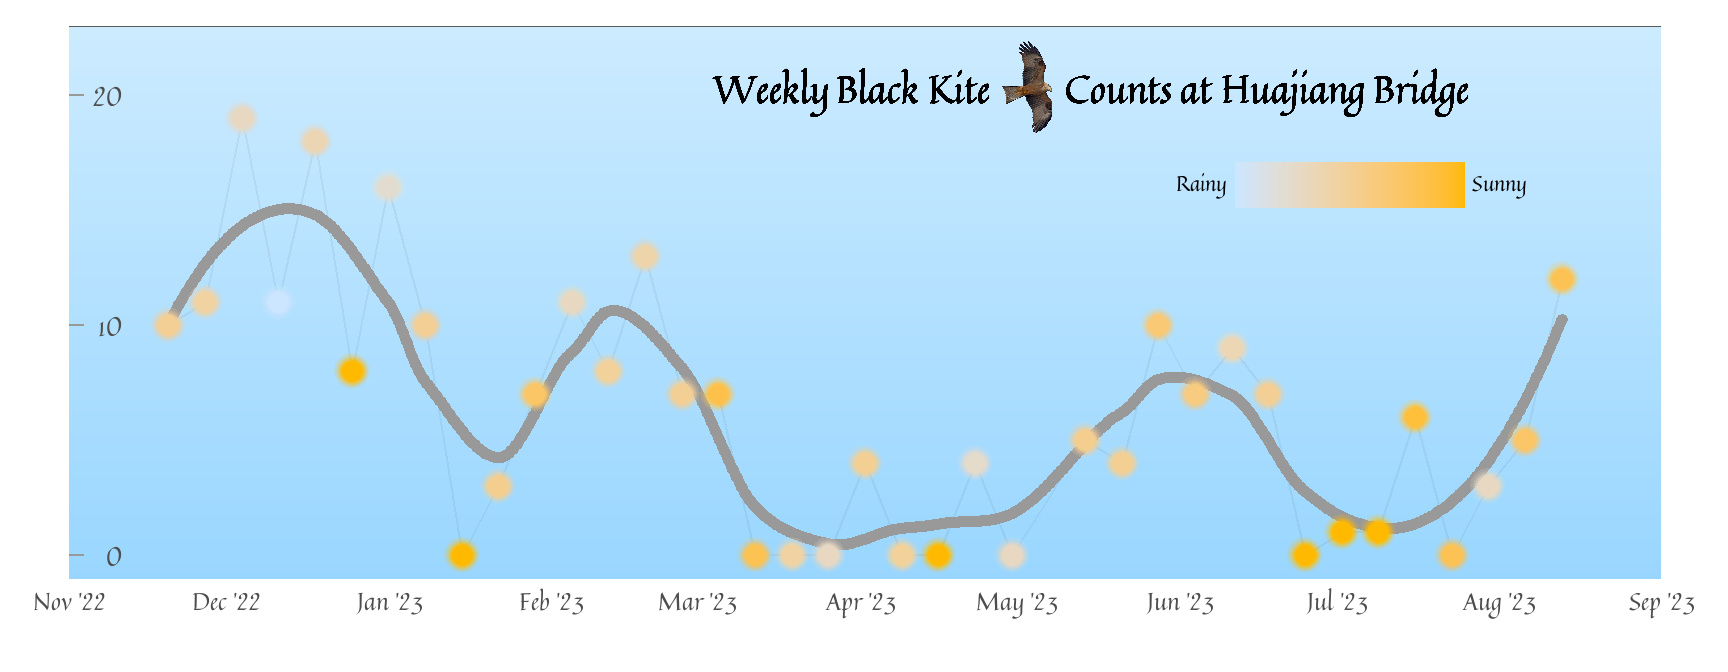 Weekly Black Kite Counts at Huajiang Bridge
Rainy Sunny
20
10
0
Nov '22 Dec '22 Jan '23 Feb '23 Mar '23 Apr '23 May '23 Jun '23 Jul '23 Aug '23 Sep '23